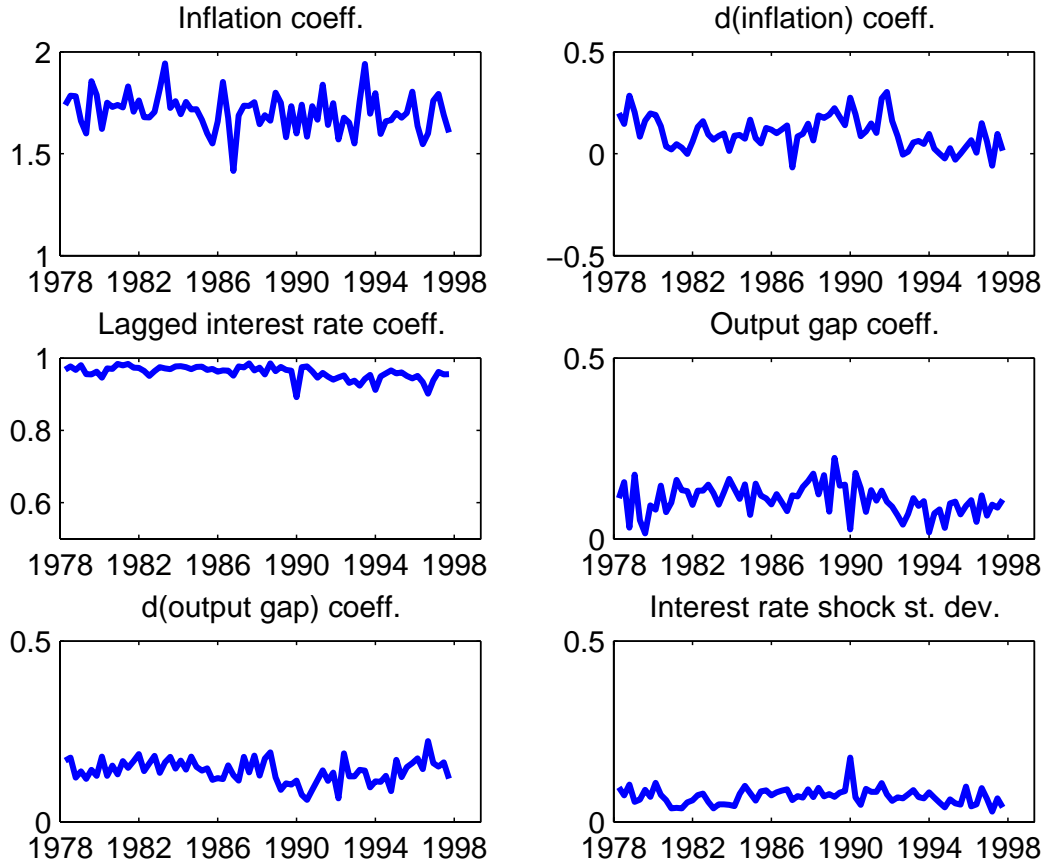 Inflation coeff.
2
1.5
1
1978 1982 1986 1990 1994 1998
d(inflation) coeff.
0.5
0
−0.5
1978 1982 1986 1990 1994 1998
Lagged interest rate coeff.
1
0.8
0.6
1978 1982 1986 1990 1994 1998
Output gap coeff.
0.5
0
1978 1982 1986 1990 1994 1998
d(output gap) coeff.
0.5
0
1978 1982 1986 1990 1994 1998
Interest rate shock st. dev.
0.5
0
1978 1982 1986 1990 1994 1998